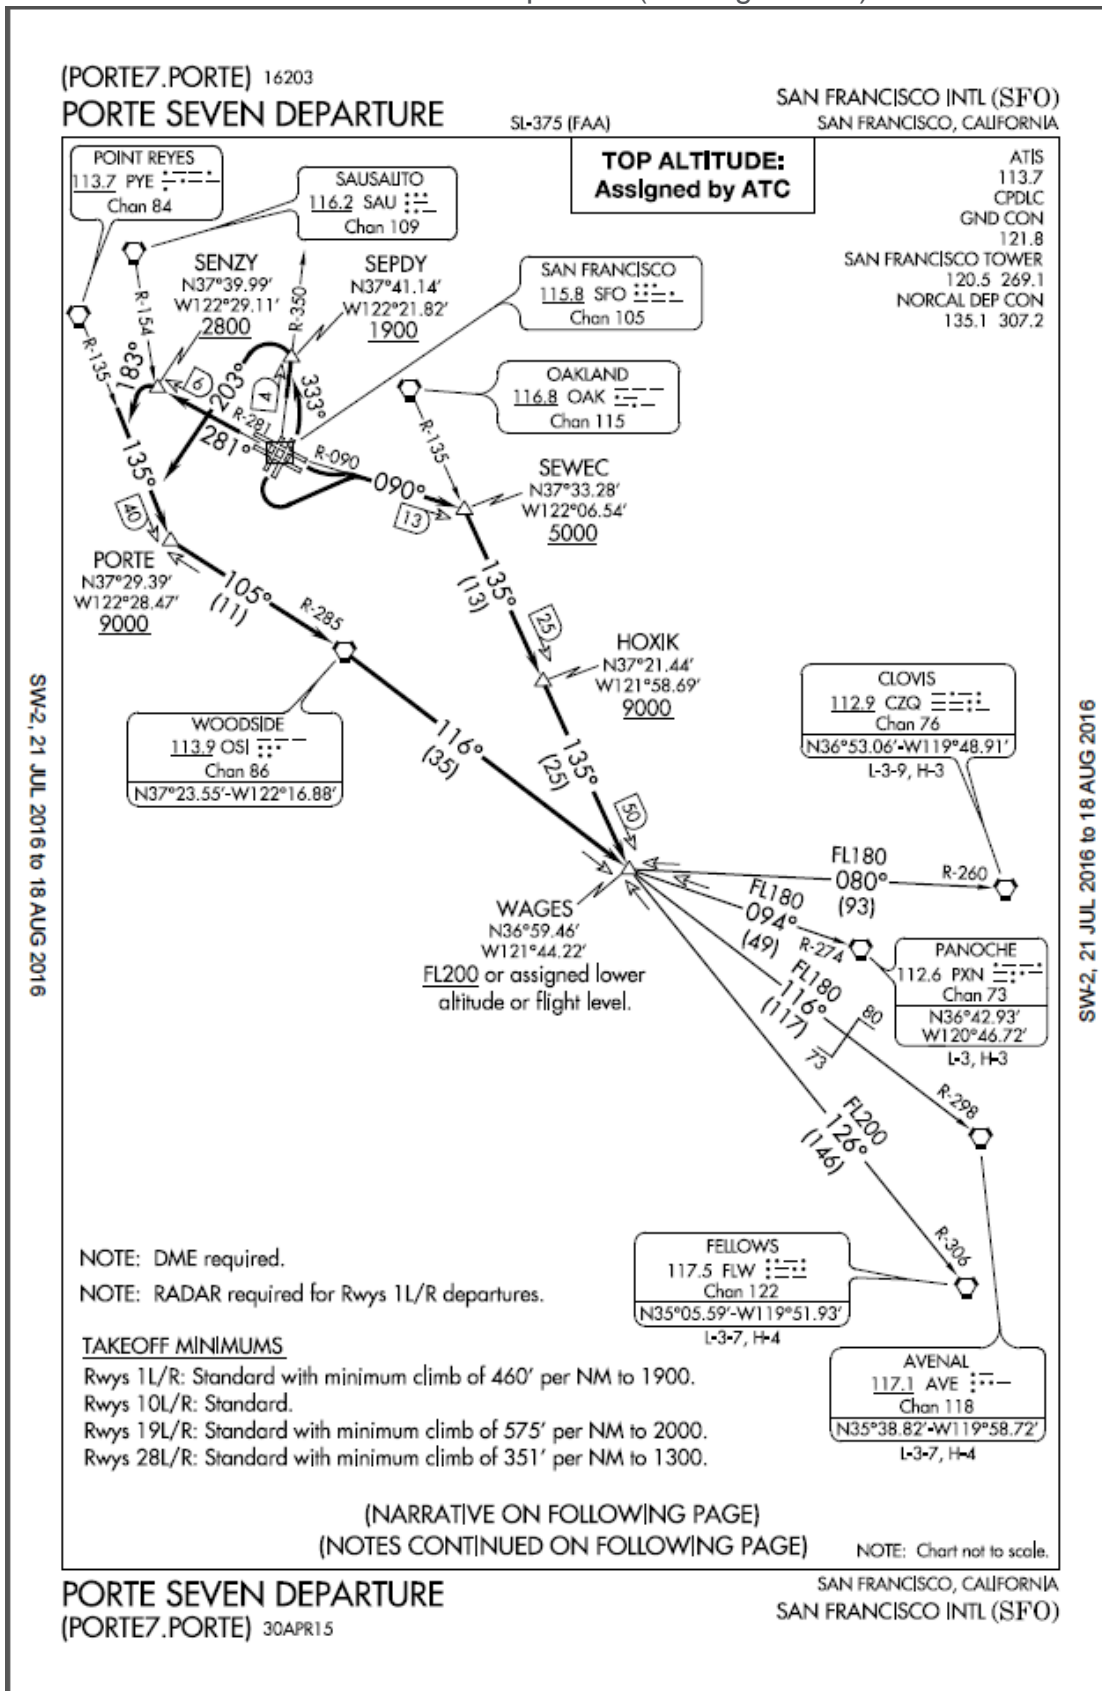 (PORTE7.PORTE) 16203
PORTE SEVEN DEPARTURE
SL-375 (FAA)
SAN FRANCISCO INTL (SFO)
SAN FRANCISCO, CALIFORNIA
TOP ALTITUDE:
Assigned by ATC
ATIS
113.7
CPDLC
GND CON
121.8
SAN FRANCISCO TOWER
120.5 269.1
NORCAL DEP CON
135.1 307.2
POINT REYES
113.7 PYE
Chan 84
SAUSALITO
116.2 SAU
Chan 109
SENZY
N37°39.99'
W122°29.11'
2800
SEPDY
N37°41.14'
W122°21.82'
1900
SAN FRANCISCO
115.8 SFO
Chan 105
OAKLAND
116.8 OAK
Chan 115
R-154
R-350
R-135
183°
6
203°
4
333°
R-281
281°
R-090
090°
13
R-135
SEWEC
N37°33.28'
W122°06.54'
5000
135°
40
PORTE
N37°29.39'
W122°28.47'
9000
105°
(11)
R-285
135°
(13)
25
HOXIK
N37°21.44'
W121°58.69'
9000
WOODSIDE
113.9 OSI
Chan 86
N37°23.55'-W122°16.88'
116°
(35)
135°
(25)
50
CLOVIS
112.9 CZQ
Chan 76
N36°53.06'-W119°48.91'
L-3-9, H-3
WAGES
N36°59.46'
W121°44.22'
FL200 or assigned lower
altitude or flight level.
FL180
080°
(93)
R-260
FL180
094°
(49)
R-274
PANOCHE
112.6 PXN
Chan 73
N36°42.93'
W120°46.72'
L-3, H-3
FL180
116°
(117)
80
73
R-298
FL200
126°
(146)
R-306
FELLOWS
117.5 FLW
Chan 122
N35°05.59'-W119°51.93'
L-3-7, H-4
AVENAL
117.1 AVE
Chan 118
N35°38.82'-W119°58.72'
L-3-7, H-4
NOTE: DME required.
NOTE: RADAR required for Rwys 1L/R departures.
TAKEOFF MINIMUMS
Rwys 1L/R: Standard with minimum climb of 460' per NM to 1900.
Rwys 10L/R: Standard.
Rwys 19L/R: Standard with minimum climb of 575' per NM to 2000.
Rwys 28L/R: Standard with minimum climb of 351' per NM to 1300.
(NARRATIVE ON FOLLOWING PAGE)
(NOTES CONTINUED ON FOLLOWING PAGE)
NOTE: Chart not to scale.
SW-2, 21 JUL 2016 to 18 AUG 2016
SW-2, 21 JUL 2016 to 18 AUG 2016
PORTE SEVEN DEPARTURE
(PORTE7.PORTE) 30APR15
SAN FRANCISCO, CALIFORNIA
SAN FRANCISCO INTL (SFO)